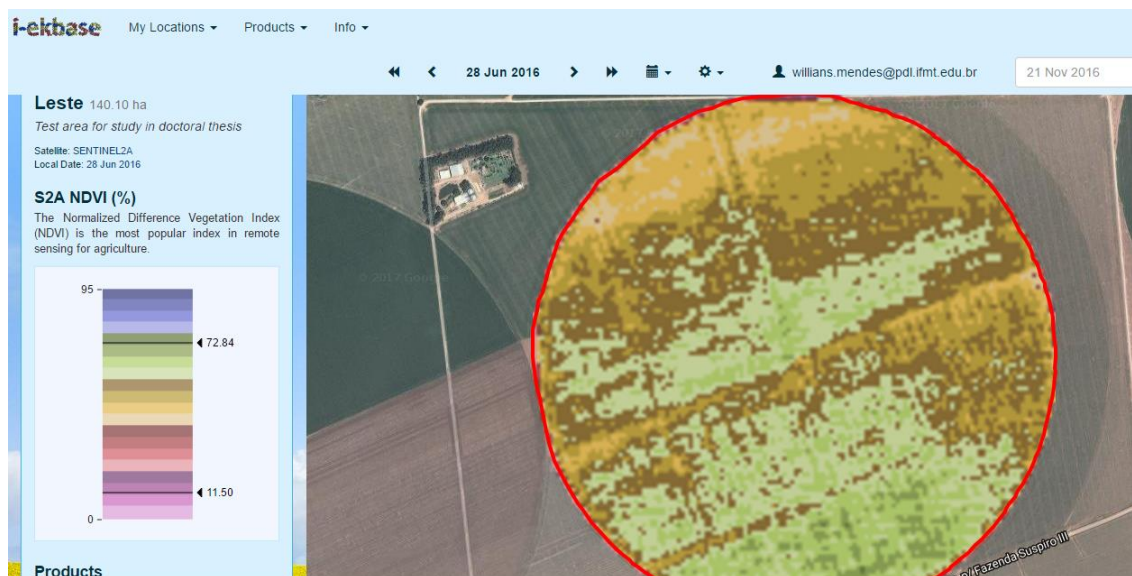 i-ekbase My Locations Products Info
28 Jun 2016 willians.mendes@pdl.ifmt.edu.br 21 Nov 2016
Leste 140.10 ha
Test area for study in doctoral thesis
Satellite: SENTINEL2A
Local Date: 28 Jun 2016
S2A NDVI (%)
The Normalized Difference Vegetation Index
(NDVI) is the most popular index in remote
sensing for agriculture.
95
72.84
11.50
0
Products
© 2017 Google
Fazenda Suspiro III